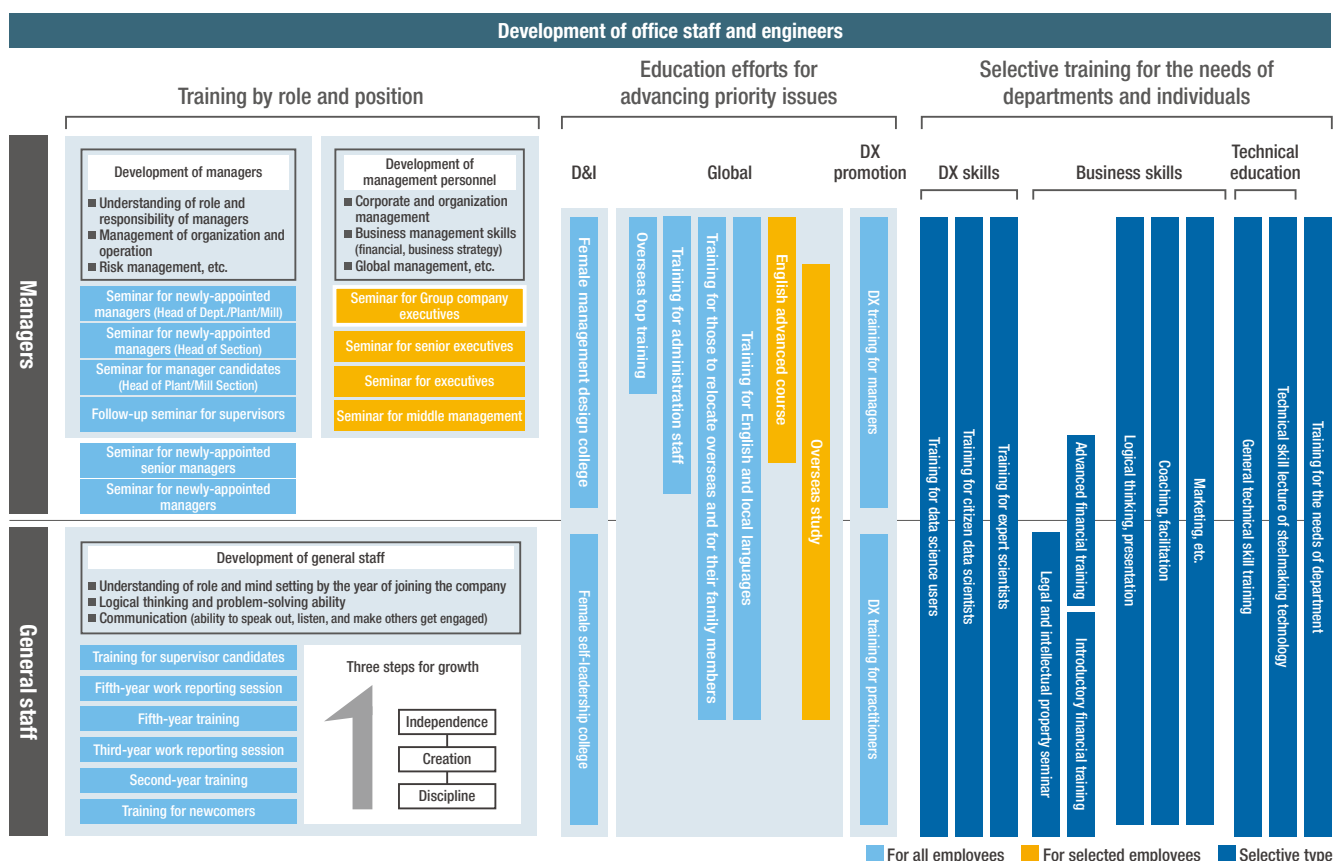 Development of office staff and engineers
Training by role and position
Education efforts for
advancing priority issues
Selective training for the needs of
departments and individuals
Managers
Development of managers
■ Understanding of role and
responsibility of managers
■ Management of organization and
operation
■ Risk management, etc.
Seminar for newly-appointed
managers (Head of Dept./Plant/Mill)
Seminar for newly-appointed
managers (Head of Section)
Seminar for manager candidates
(Head of Plant/Mill Section)
Follow-up seminar for supervisors
Seminar for newly-appointed
senior managers
Seminar for newly-appointed
managers
Development of
management personnel
■ Corporate and organization
management
■ Business management skills
(financial, business strategy)
■ Global management, etc.
Seminar for Group company
executives
Seminar for senior executives
Seminar for executives
Seminar for middle management
General staff
Development of general staff
■ Understanding of role and mind setting by the year of joining the company
■ Logical thinking and problem-solving ability
■ Communication (ability to speak out, listen, and make others get engaged)
Training for supervisor candidates
Fifth-year work reporting session
Fifth-year training
Third-year work reporting session
Second-year training
Training for newcomers
Three steps for growth
Independence
Creation
Discipline
D&I
Female management design college
Female self-leadership college
Global
Overseas top training
Training for administration staff
Training for those to relocate overseas and for their family members
Training for English and local languages
English advanced course
Overseas study
DX
promotion
DX training for managers
DX training for practitioners
DX skills
Training for data science users
Training for citizen data scientists
Training for expert scientists
Business skills
Legal and intellectual property seminar
Advanced financial training
Introductory financial training
Logical thinking, presentation
Coaching, facilitation
Marketing, etc.
Technical
education
General technical skill training
Technical skill lecture of steelmaking technology
Training for the needs of department
For all employees
For selected employees
Selective type